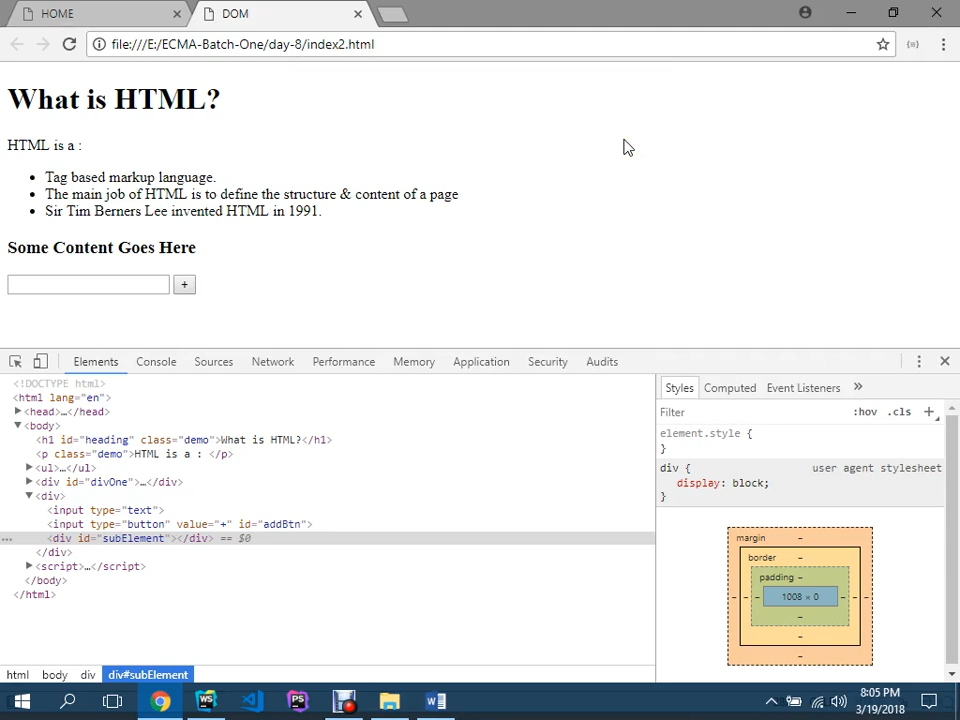 HOME
DOM
file:///E:/ECMA-Batch-One/day-8/index2.html
What is HTML?
HTML is a :
• Tag based markup language.
• The main job of HTML is to define the structure & content of a page
• Sir Tim Berners Lee invented HTML in 1991.
Some Content Goes Here
+
Elements Console Sources Network Performance Memory Application Security Audits
<!DOCTYPE html>
<html lang="en">
<head>…</head>
<body>
<h1 id="heading" class="demo">What is HTML?</h1>
<p class="demo">HTML is a : </p>
<ul>…</ul>
<div id="divOne">…</div>
<div>
<input type="text">
<input type="button" value="+" id="addBtn">
... <div id="subElement"></div> == $0
</div>
<script>…</script>
</body>
</html>
html body div div#subElement
Styles Computed Event Listeners »
Filter :hov .cls +
element.style {
}
div { user agent stylesheet
display: block;
}
margin –
border –
padding –
– – – 1008 × 0 – – –
–
–
–
WS PS W
8:05 PM
3/19/2018